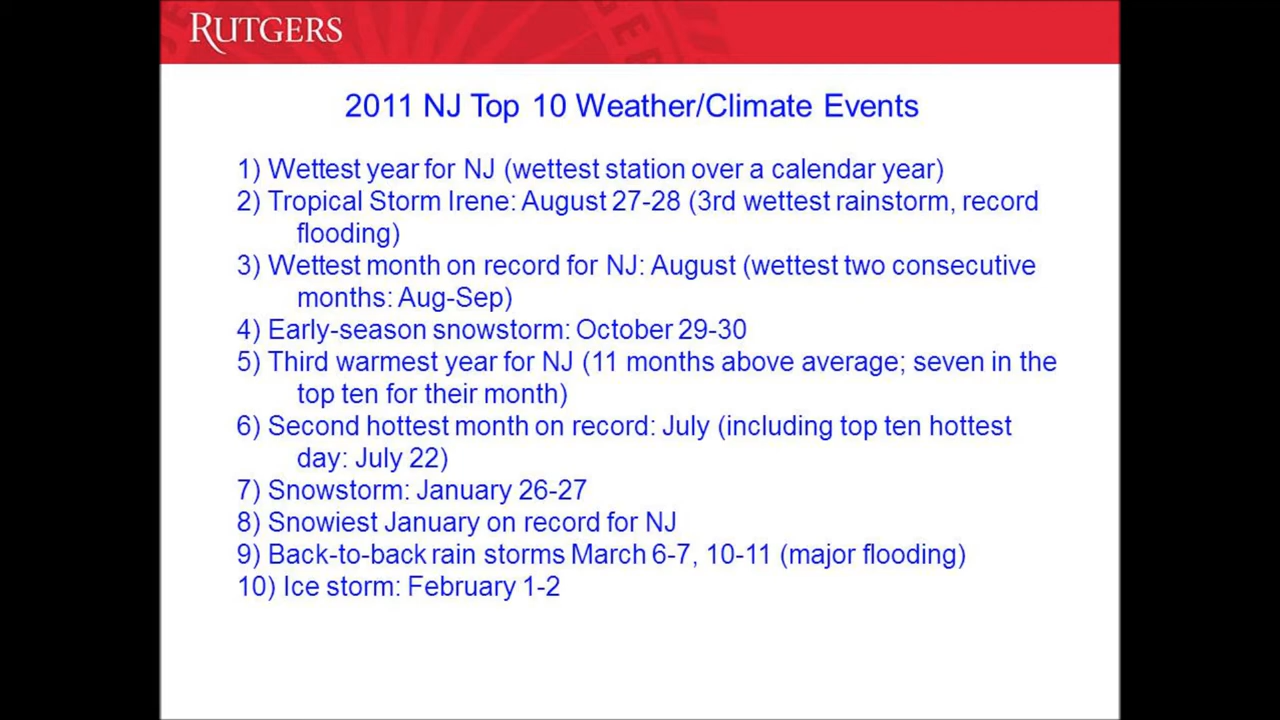 RUTGERS
2011 NJ Top 10 Weather/Climate Events
1) Wettest year for NJ (wettest station over a calendar year)
2) Tropical Storm Irene: August 27-28 (3rd wettest rainstorm, record
flooding)
3) Wettest month on record for NJ: August (wettest two consecutive
months: Aug-Sep)
4) Early-season snowstorm: October 29-30
5) Third warmest year for NJ (11 months above average; seven in the
top ten for their month)
6) Second hottest month on record: July (including top ten hottest
day: July 22)
7) Snowstorm: January 26-27
8) Snowiest January on record for NJ
9) Back-to-back rain storms March 6-7, 10-11 (major flooding)
10) Ice storm: February 1-2